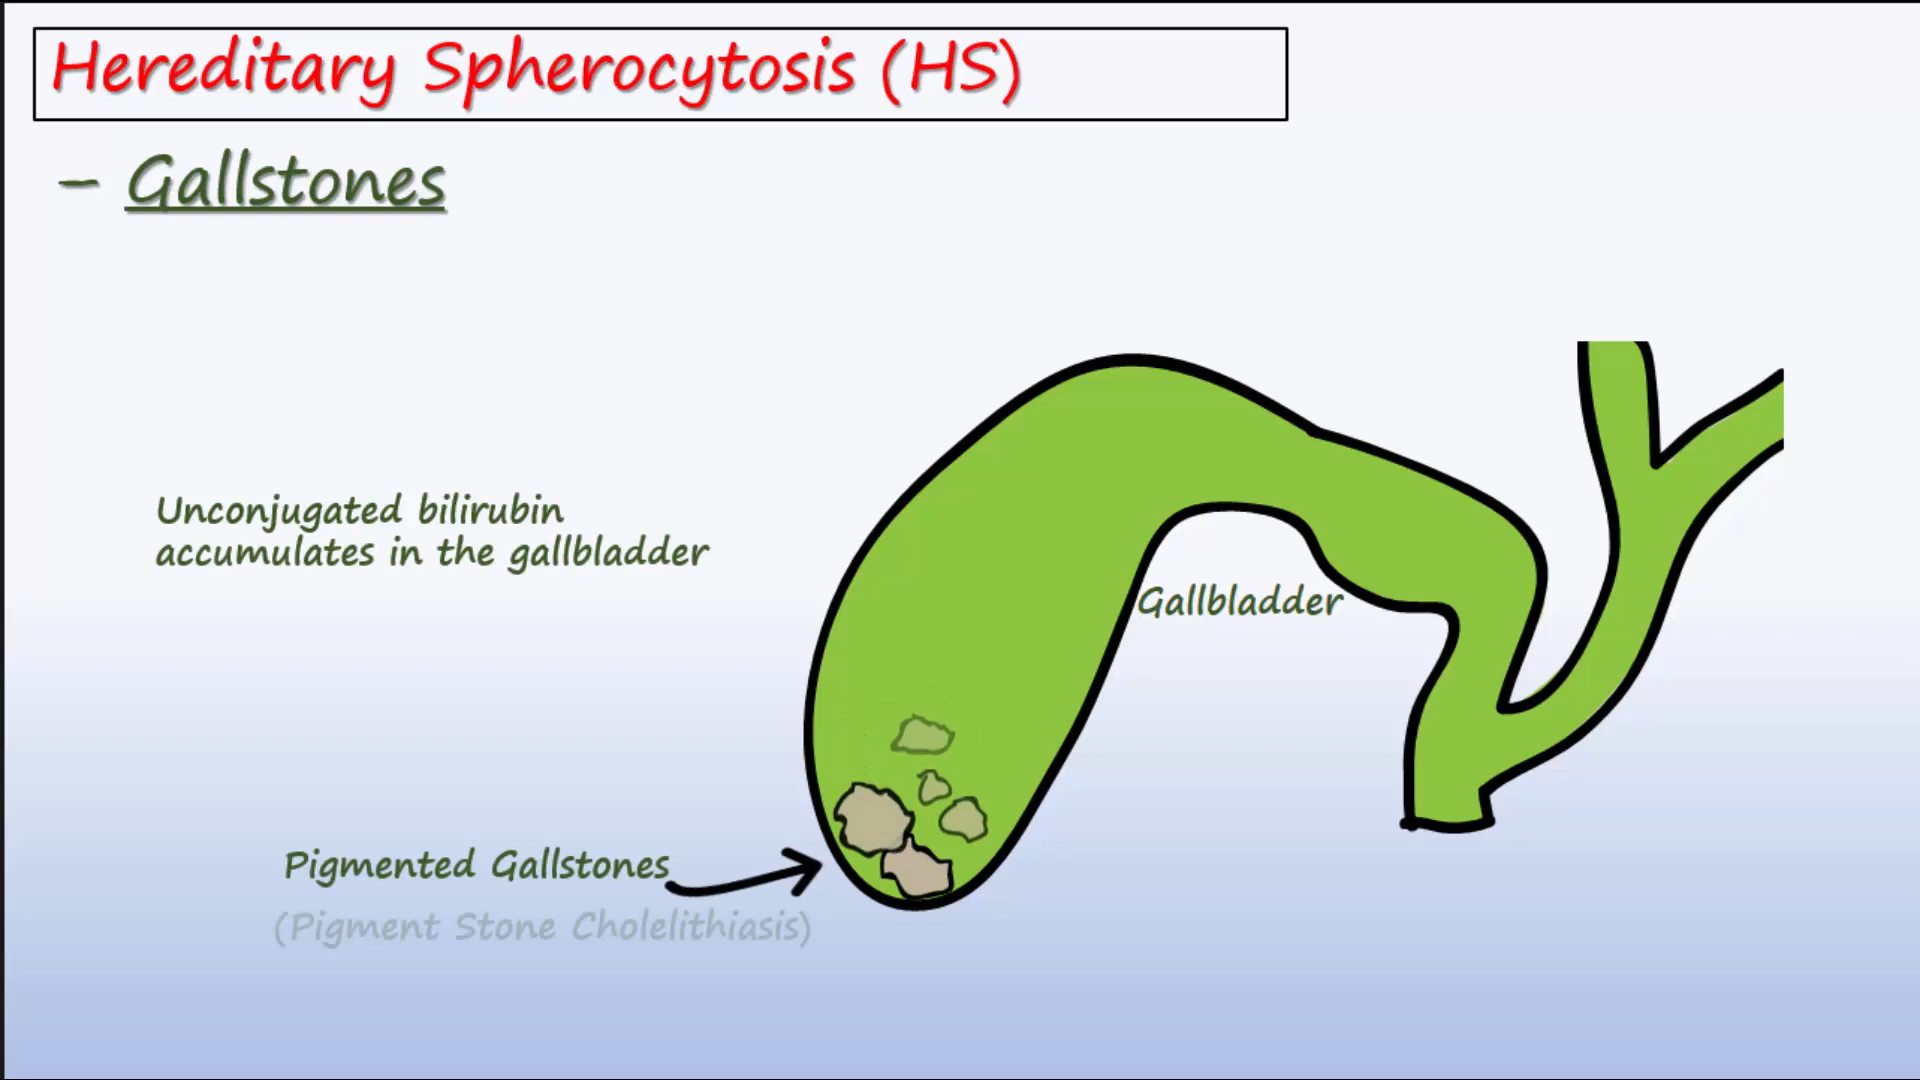 Hereditary Spherocytosis (HS)
– Gallstones
Unconjugated bilirubin
accumulates in the gallbladder
Gallbladder
Pigmented Gallstones
(Pigment Stone Cholelithiasis)